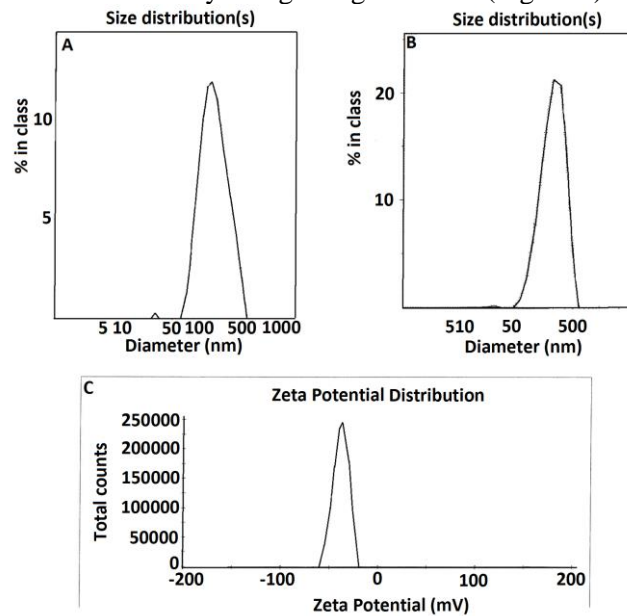 Size distribution(s)
A
% in class
10
5
5 10 50 100 500 1000
Diameter (nm)
Size distribution(s)
B
% in class
20
10
510 50 500
Diameter (nm)
C
Zeta Potential Distribution
Total counts
250000
200000
150000
100000
50000
0
-200 -100 0 100 200
Zeta Potential (mV)